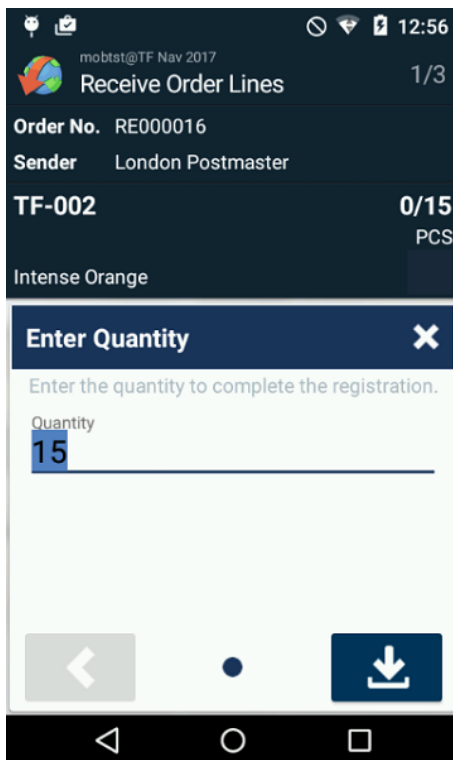 12:56
mobtst@TF Nav 2017
Receive Order Lines 1/3
Order No. RE000016
Sender London Postmaster
TF-002 0/15
PCS
Intense Orange
Enter Quantity
Enter the quantity to complete the registration.
Quantity
15